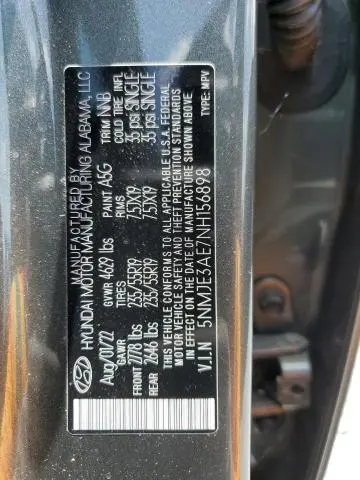 MANUFACTURED BY
HYUNDAI MOTOR MANUFACTURING ALABAMA, LLC
Aug/01/22 GVWR 4629 lbs PAINT A5G TRIM NNB
GAWR TIRES RIMS COLD TIRE INFL
FRONT 2778 lbs 235/55R19 7.5JX19 35 psi SINGLE
REAR 2646 lbs 235/55R19 7.5JX19 35 psi SINGLE
THIS VEHICLE CONFORMS TO ALL APPLICABLE U.S.A. FEDERAL
MOTOR VEHICLE SAFETY, BUMPER, AND THEFT PREVENTION STANDARDS
IN EFFECT ON THE DATE OF MANUFACTURE SHOWN ABOVE.
V.I.N 5NMJE3AE7NH156898 TYPE: MPV